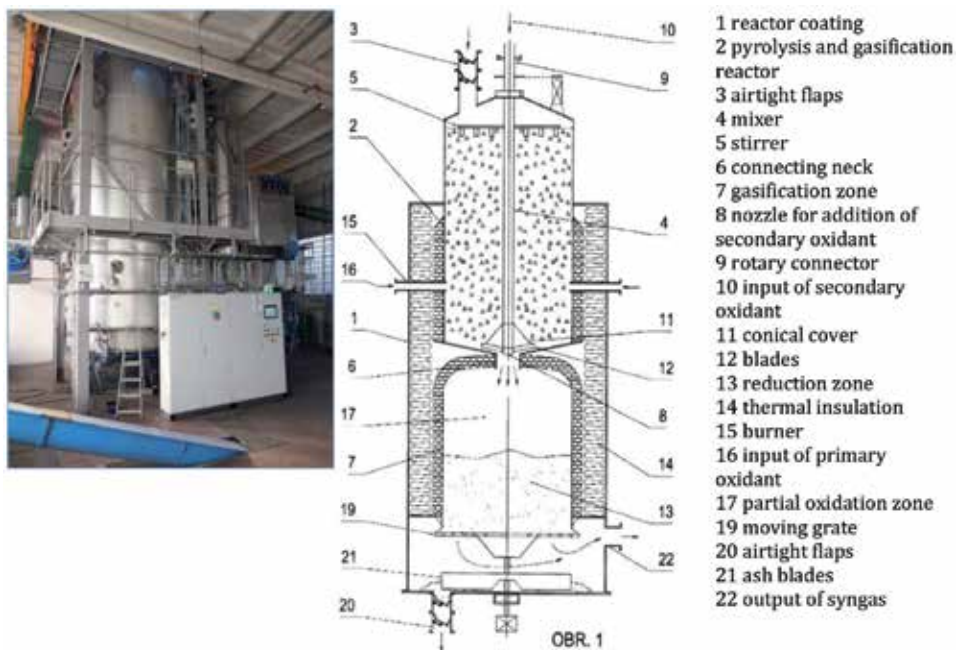 3
5
2
15
16
1
6
17
7
19
21
20
10
9
4
11
12
8
14
13
22
OBR. 1
1 reactor coating
2 pyrolysis and gasification
reactor
3 airtight flaps
4 mixer
5 stirrer
6 connecting neck
7 gasification zone
8 nozzle for addition of
secondary oxidant
9 rotary connector
10 input of secondary
oxidant
11 conical cover
12 blades
13 reduction zone
14 thermal insulation
15 burner
16 input of primary
oxidant
17 partial oxidation zone
19 moving grate
20 airtight flaps
21 ash blades
22 output of syngas